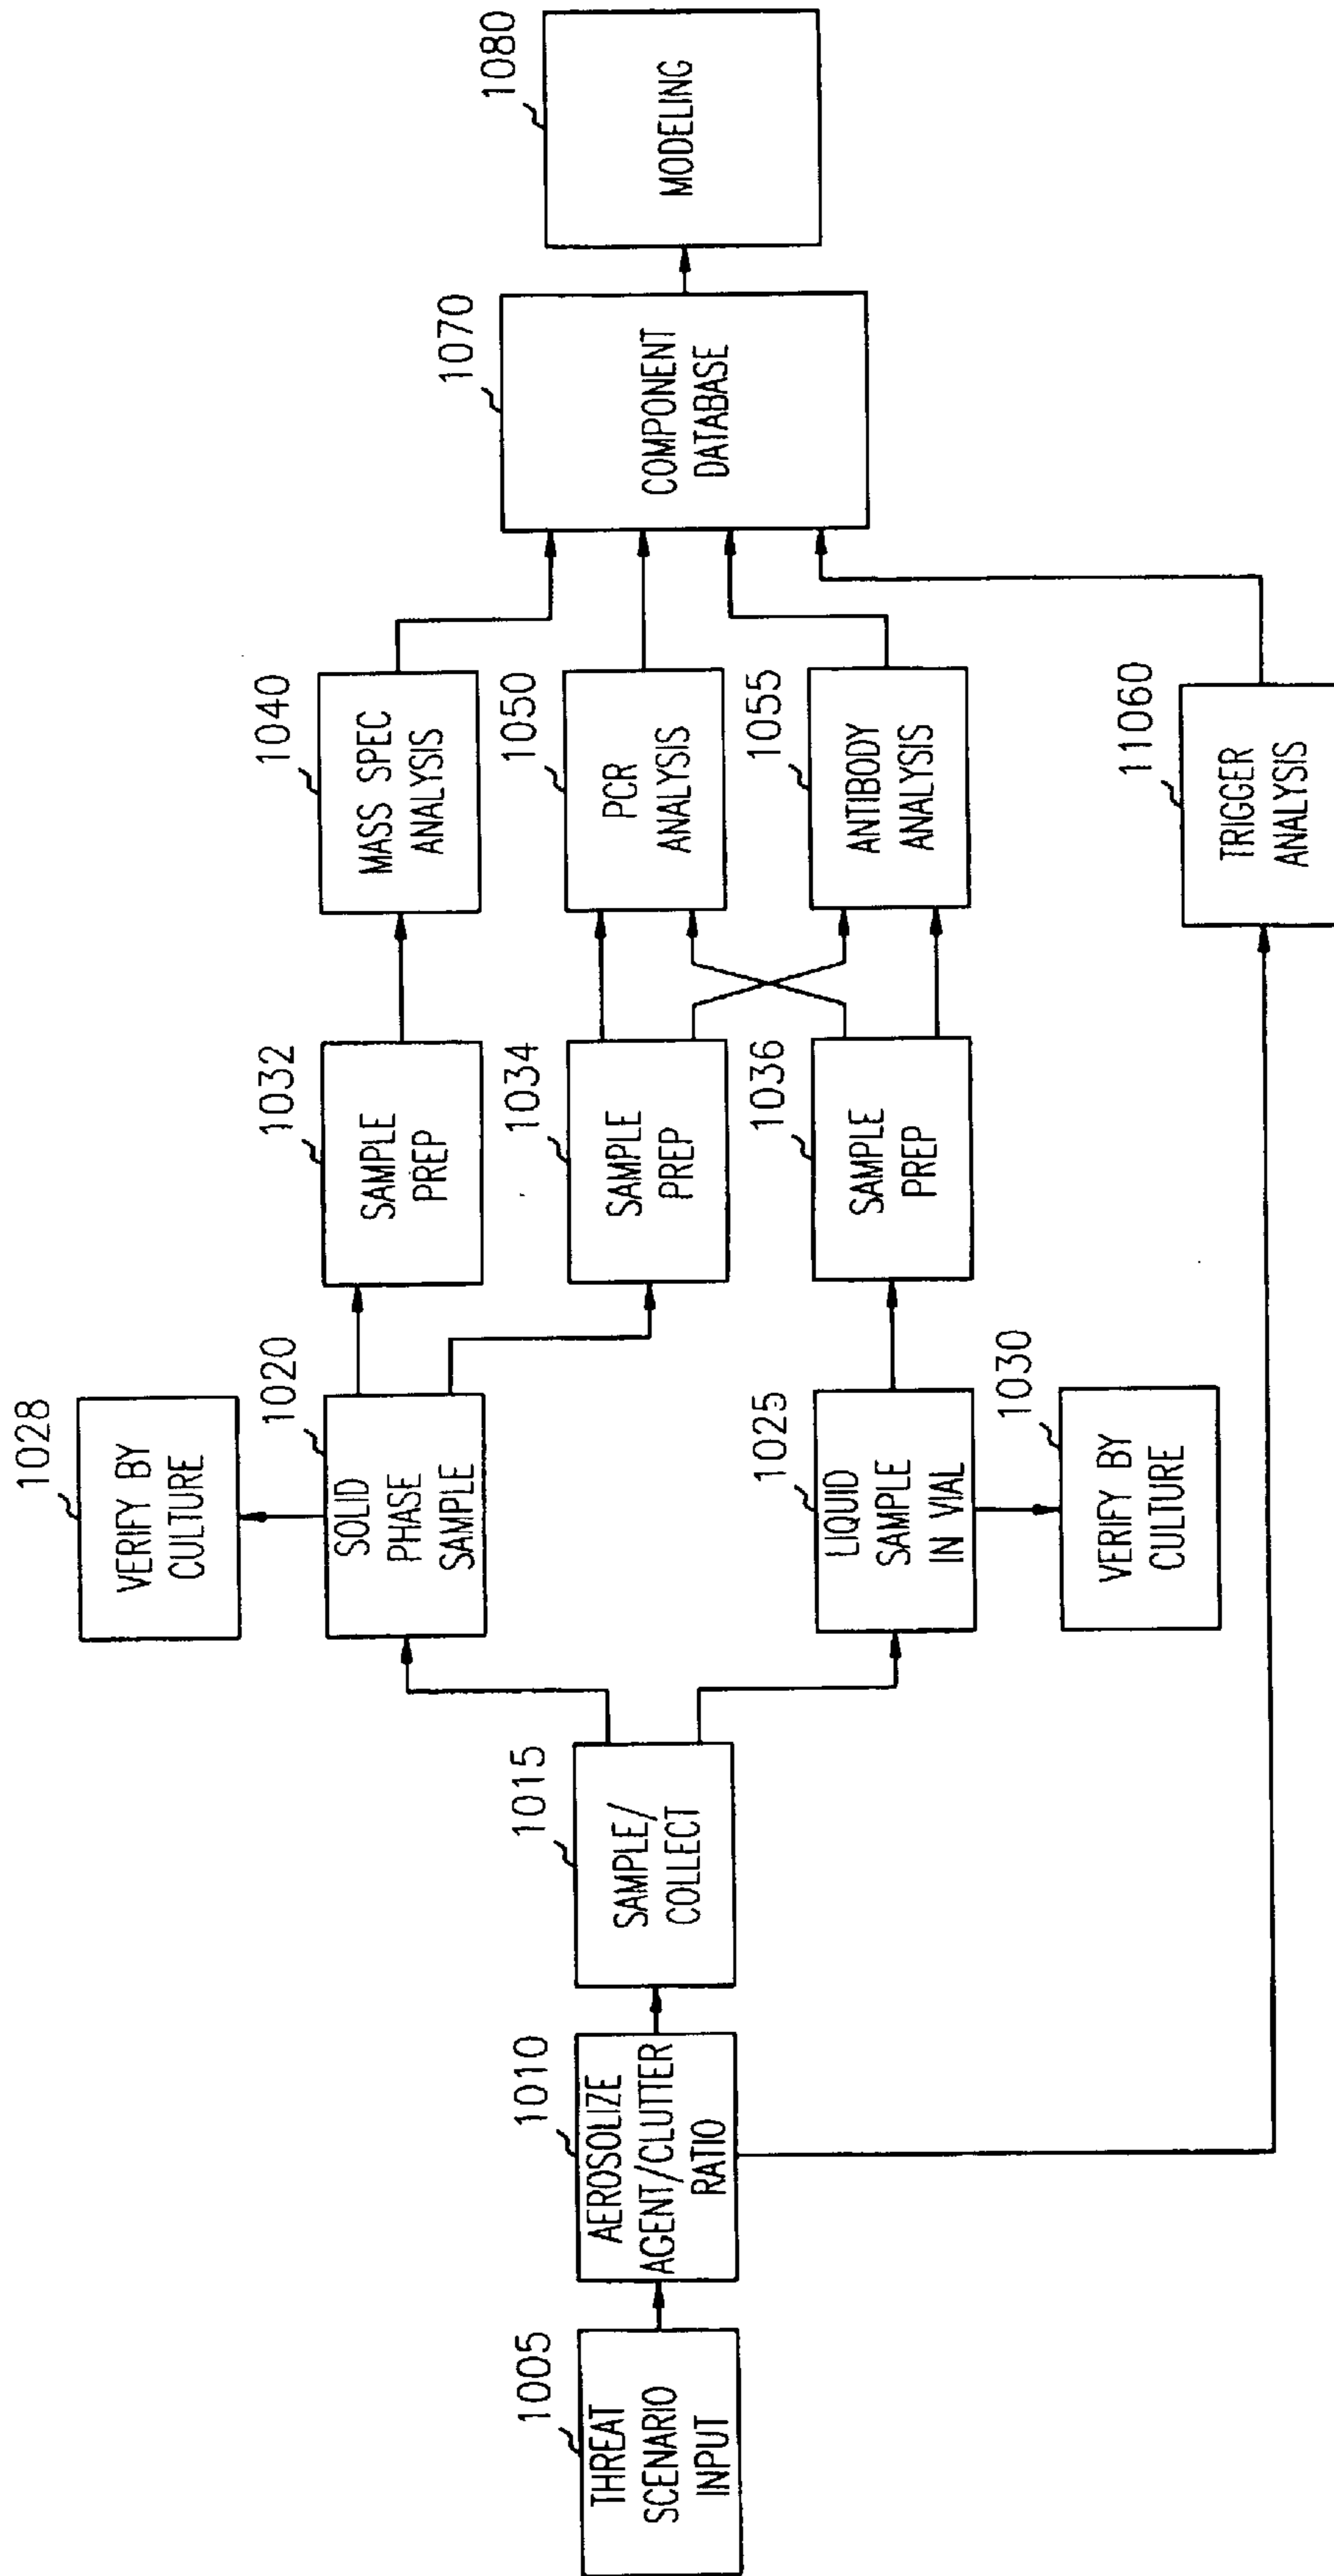 1005
THREAT
SCENARIO
INPUT
1010
AEROSOLIZE
AGENT/CLUTTER
RATIO
1015
SAMPLE/
COLLECT
1028
VERIFY BY
CULTURE
1020
SOLID
PHASE
SAMPLE
1025
LIQUID
SAMPLE
IN VIAL
1030
VERIFY BY
CULTURE
1032
SAMPLE
PREP
1034
SAMPLE
PREP
1036
SAMPLE
PREP
1040
MASS SPEC
ANALYSIS
1050
PCR
ANALYSIS
1055
ANTIBODY
ANALYSIS
11060
TRIGGER
ANALYSIS
1070
COMPONENT
DATABASE
1080
MODELING